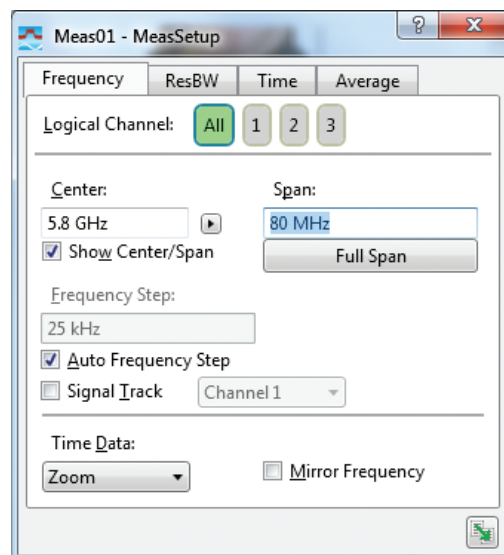 Meas01 - MeasSetup
Frequency ResBW Time Average
Logical Channel: All 1 2 3
Center: Span:
5.8 GHz 80 MHz
Show Center/Span Full Span
Frequency Step:
25 kHz
Auto Frequency Step
Signal Track Channel 1
Time Data:
Zoom Mirror Frequency